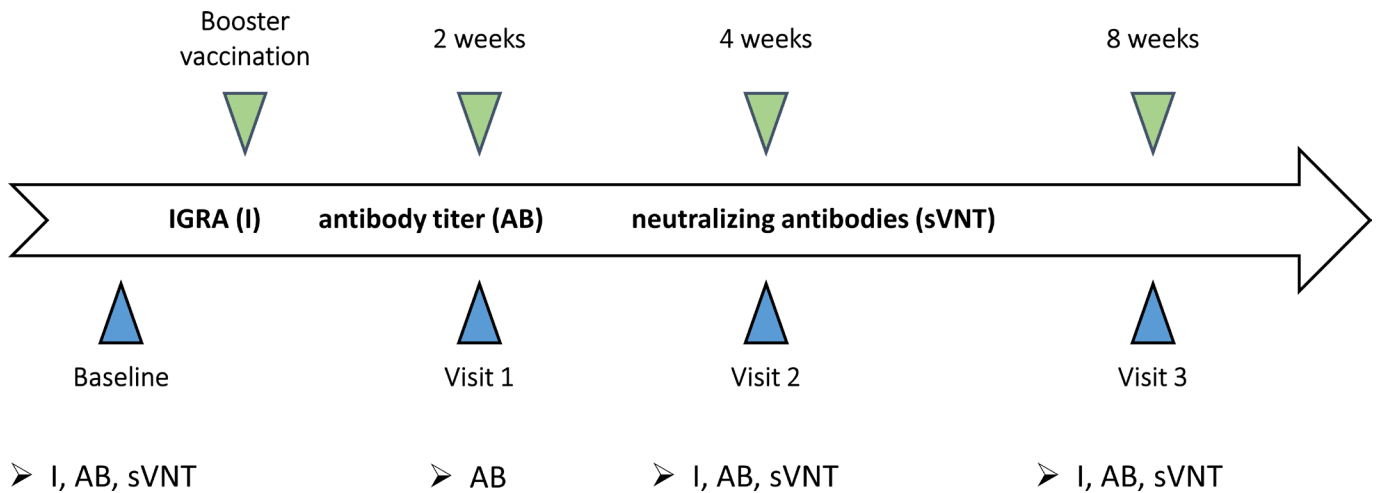 Booster
vaccination
2 weeks
4 weeks
8 weeks
IGRA (I)
antibody titer (AB)
neutralizing antibodies (sVNT)
Baseline
Visit 1
Visit 2
Visit 3
➢ I, AB, sVNT
➢ AB
➢ I, AB, sVNT
➢ I, AB, sVNT